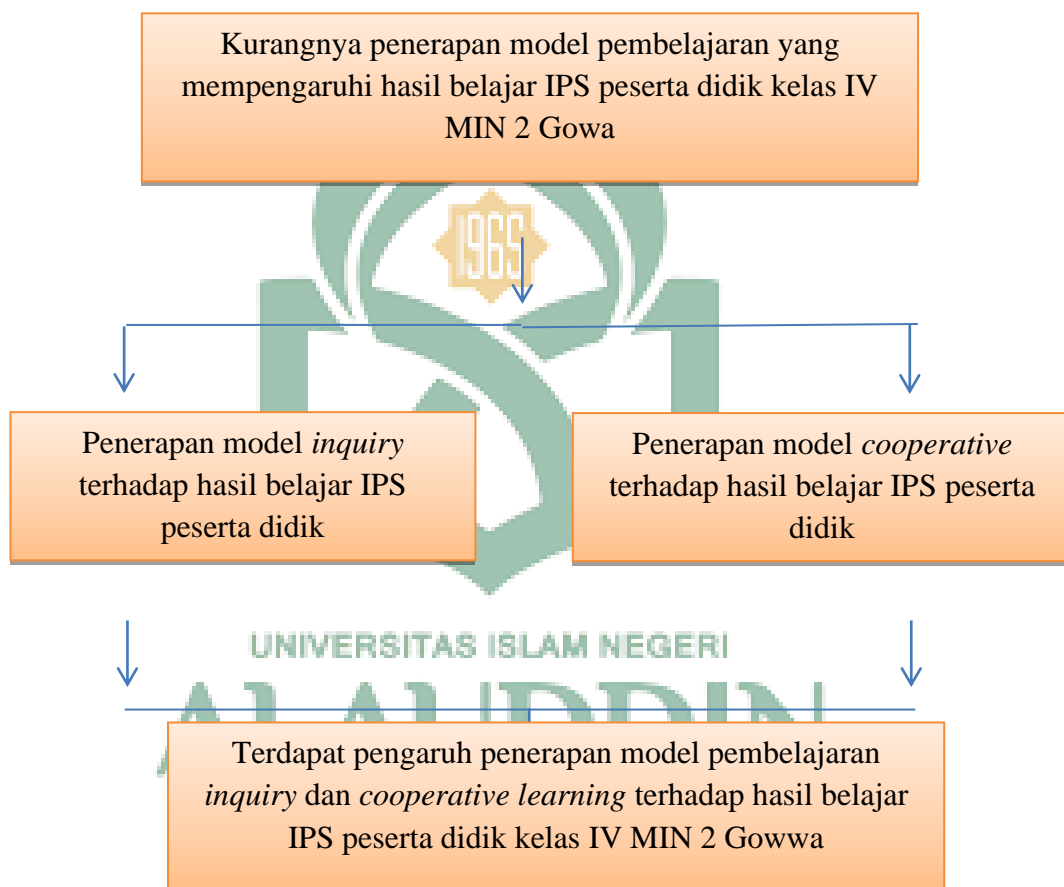 Kurangnya penerapan model pembelajaran yang
mempengaruhi hasil belajar IPS peserta didik kelas IV
MIN 2 Gowa
1965
Penerapan model inquiry
terhadap hasil belajar IPS
peserta didik
Penerapan model cooperative
terhadap hasil belajar IPS peserta
didik
UNIVERSITAS ISLAM NEGERI
ALAUDDIN
Terdapat pengaruh penerapan model pembelajaran
inquiry dan cooperative learning terhadap hasil belajar
IPS peserta didik kelas IV MIN 2 Gowwa